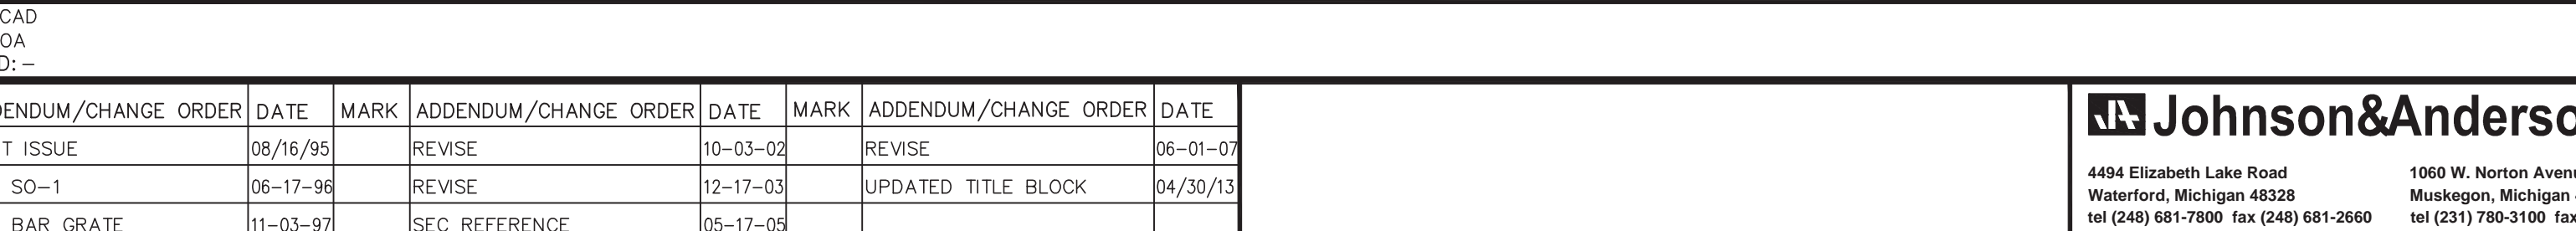 CAD
OA
D: –
DENDUM/CHANGE ORDER DATE MARK ADDENDUM/CHANGE ORDER DATE MARK ADDENDUM/CHANGE ORDER DATE
T ISSUE 08/16/95 REVISE 10-03-02 REVISE 06-01-07
SO-1 06-17-96 REVISE 12-17-03 UPDATED TITLE BLOCK 04/30/13
BAR GRATE 11-03-97 SEC REFERENCE 05-17-05
Johnson&Anderso
4494 Elizabeth Lake Road
Waterford, Michigan 48328
tel (248) 681-7800 fax (248) 681-2660
1060 W. Norton Avenu
Muskegon, Michigan
tel (231) 780-3100 fax